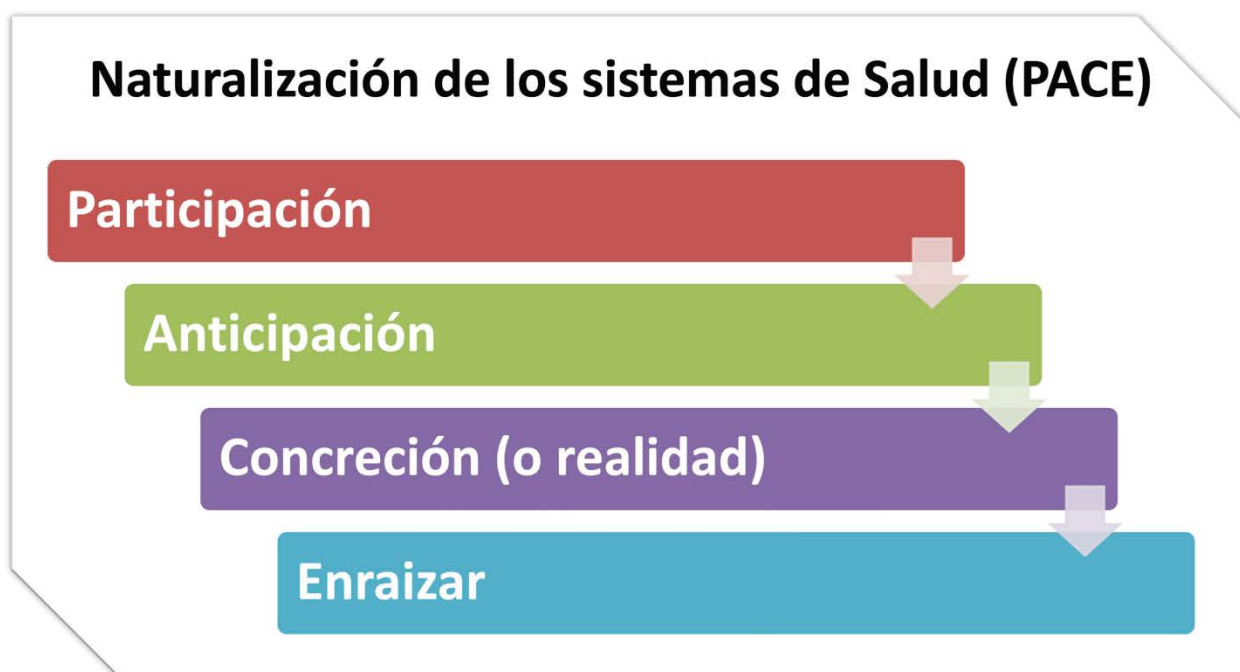 Naturalización de los sistemas de Salud (PACE)
Participación
Anticipación
Concreción (o realidad)
Enraizar